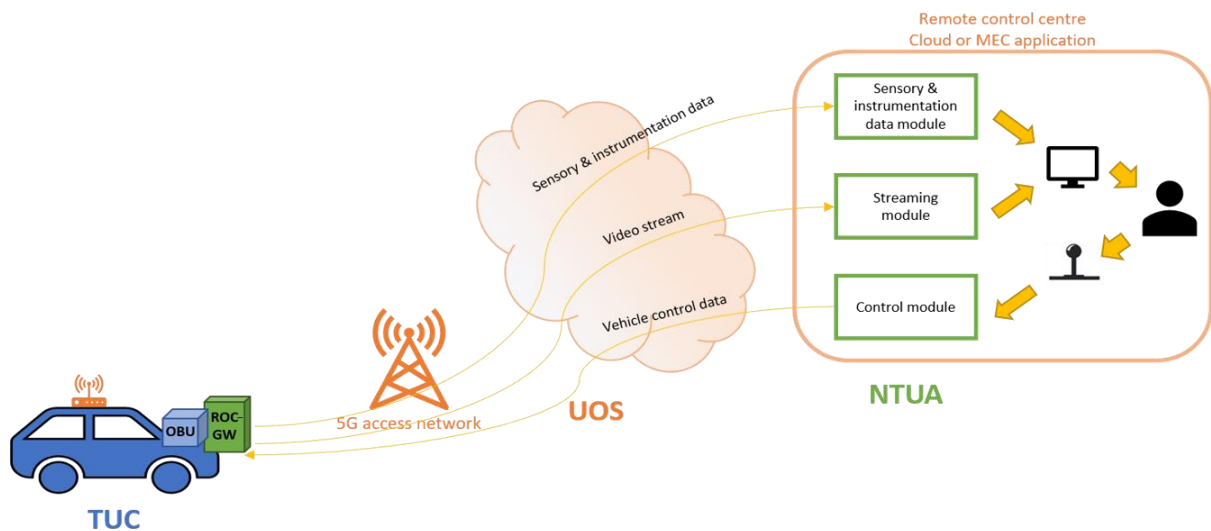 Remote control centre
Cloud or MEC application
Sensory &
instrumentation
data module
Sensory & instrumentation data
Streaming
module
Video stream
Vehicle control data
Control module
NTUA
UOS
5G access network
OBU
ROC-
GW
TUC